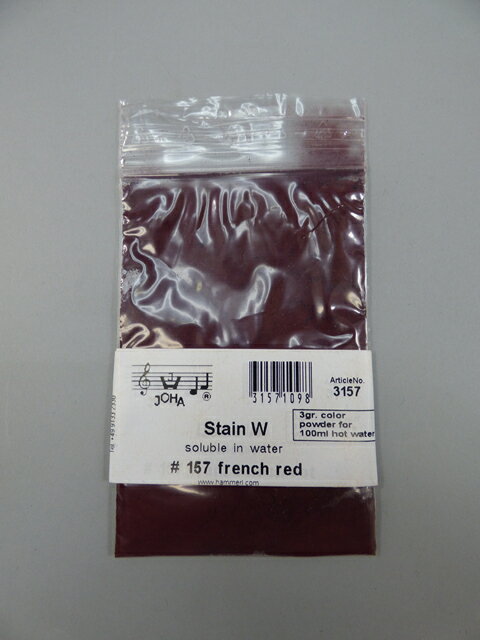 JOHA ®
31571098
ArticleNo.
3157
3gr. color
powder for
100ml hot water
Stain W
soluble in water
# 157 french red
www.hammerl.com